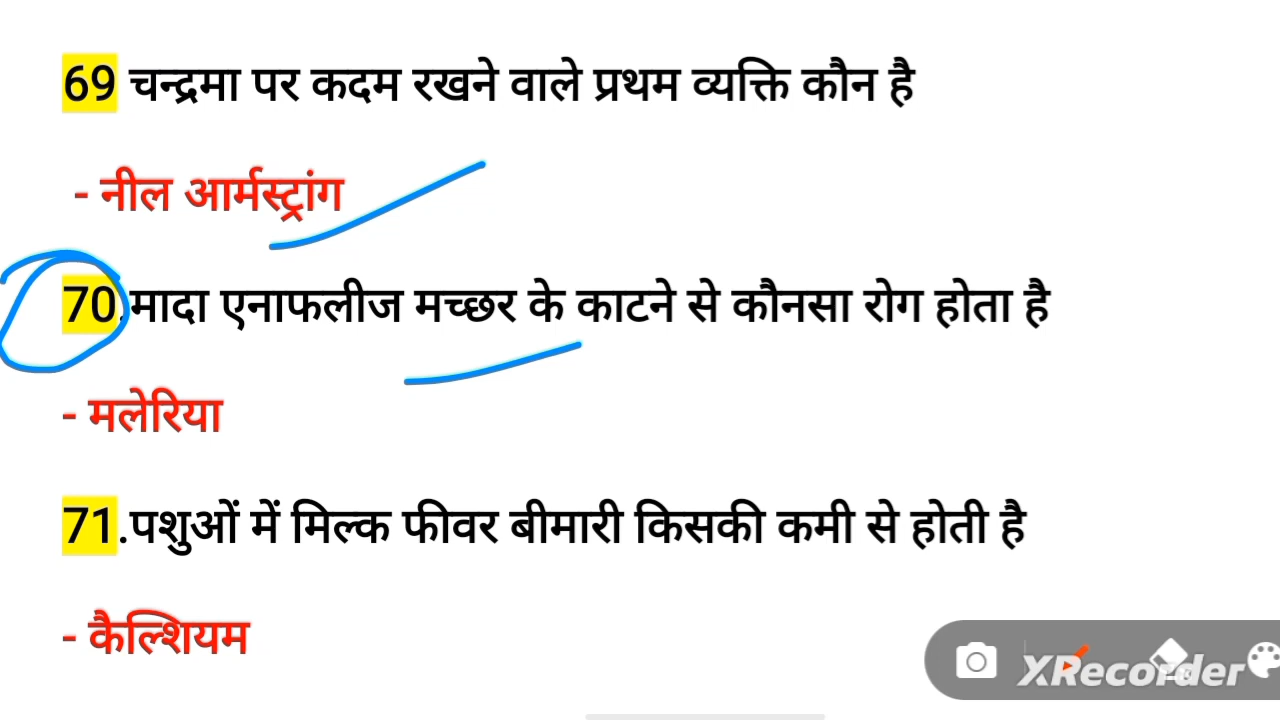 69 चन्द्रमा पर कदम रखने वाले प्रथम व्यक्ति कौन है
- नील आर्मस्ट्रांग
70.मादा एनाफलीज मच्छर के काटने से कौनसा रोग होता है
- मलेरिया
71.पशुओं में मिल्क फीवर बीमारी किसकी कमी से होती है
- कैल्शियम
XRecorder